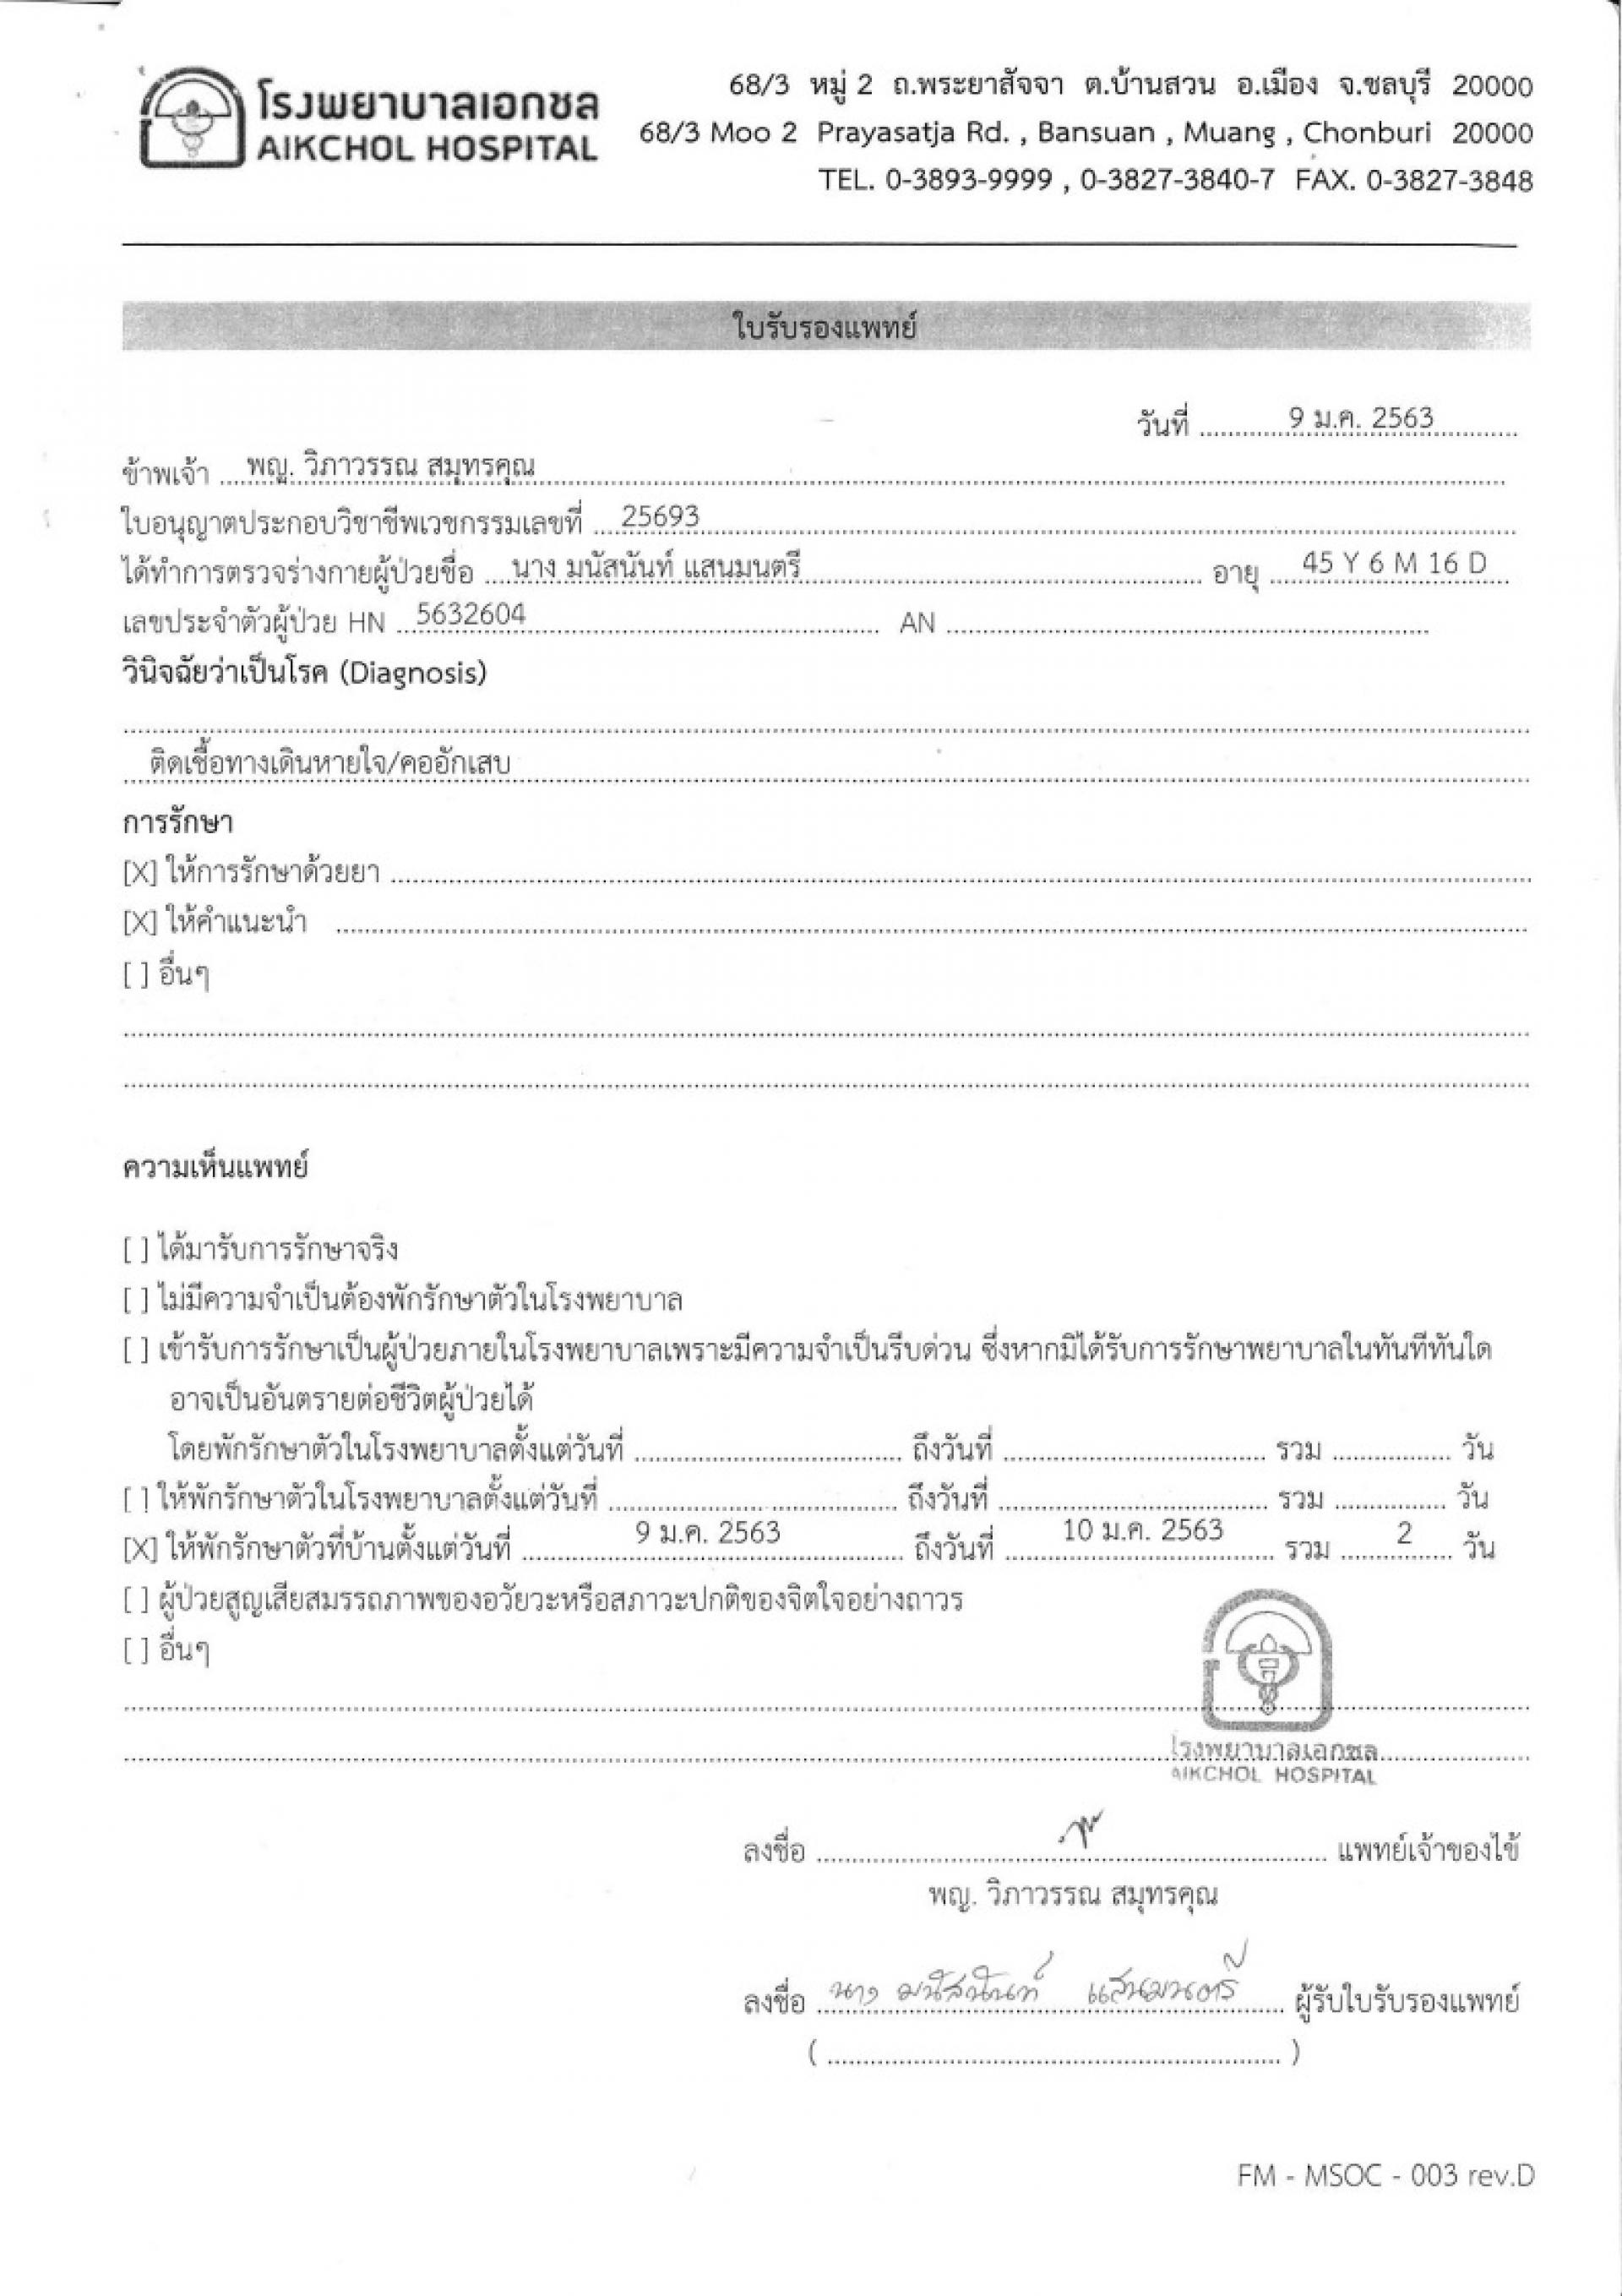 โรงพยาบาลเอกชล
AIKCHOL HOSPITAL
68/3 หมู่ 2 ถ.พระยาสัจจา ต.บ้านสวน อ.เมือง จ.ชลบุรี 20000
68/3 Moo 2 Prayasatja Rd. , Bansuan , Muang , Chonburi 20000
TEL. 0-3893-9999 , 0-3827-3840-7 FAX. 0-3827-3848
ใบรับรองแพทย์
วันที่ 9 ม.ค. 2563
ข้าพเจ้า พญ. วิภาวรรณ สมุทรคุณ
ใบอนุญาตประกอบวิชาชีพเวชกรรมเลขที่ 25693
ได้ทำการตรวจร่างกายผู้ป่วยชื่อ นาง มนัสนันท์ แสนมนตรี อายุ 45 Y 6 M 16 D
เลขประจำตัวผู้ป่วย HN 5632604 AN
วินิจฉัยว่าเป็นโรค (Diagnosis)
ติดเชื้อทางเดินหายใจ/คออักเสบ
การรักษา
[X] ให้การรักษาด้วยยา
[X] ให้คำแนะนำ
[ ] อื่นๆ
ความเห็นแพทย์
[ ] ได้มารับการรักษาจริง
[ ] ไม่มีความจำเป็นต้องพักรักษาตัวในโรงพยาบาล
[ ] เข้ารับการรักษาเป็นผู้ป่วยภายในโรงพยาบาลเพราะมีความจำเป็นรีบด่วน ซึ่งหากมิได้รับการรักษาพยาบาลในทันทีทันใด
อาจเป็นอันตรายต่อชีวิตผู้ป่วยได้
โดยพักรักษาตัวในโรงพยาบาลตั้งแต่วันที่ ถึงวันที่ รวม วัน
[ ] ให้พักรักษาตัวในโรงพยาบาลตั้งแต่วันที่ ถึงวันที่ รวม วัน
[X] ให้พักรักษาตัวที่บ้านตั้งแต่วันที่ 9 ม.ค. 2563 ถึงวันที่ 10 ม.ค. 2563 รวม 2 วัน
[ ] ผู้ป่วยสูญเสียสมรรถภาพของอวัยวะหรือสภาวะปกติของจิตใจอย่างถาวร
[ ] อื่นๆ
โรงพยาบาลเอกชล
AIKCHOL HOSPITAL
ลงชื่อ แพทย์เจ้าของไข้
พญ. วิภาวรรณ สมุทรคุณ
ลงชื่อ นาง มนัสนันท์ แสนมนตรี ผู้รับใบรับรองแพทย์
( )
FM - MSOC - 003 rev.D